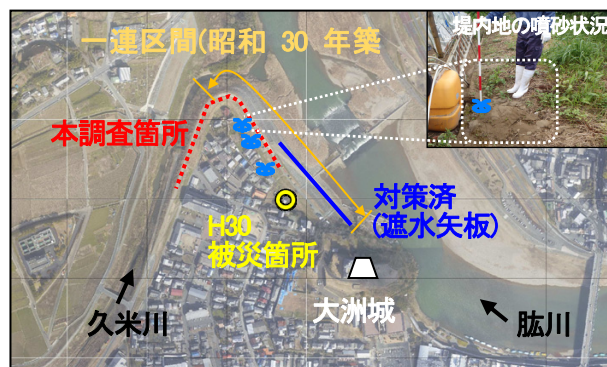 一連区間(昭和 30 年築
堤内地の噴砂状況
本調査箇所
対策済
(遮水矢板)
H30
被災箇所
大洲城
久米川
肱川